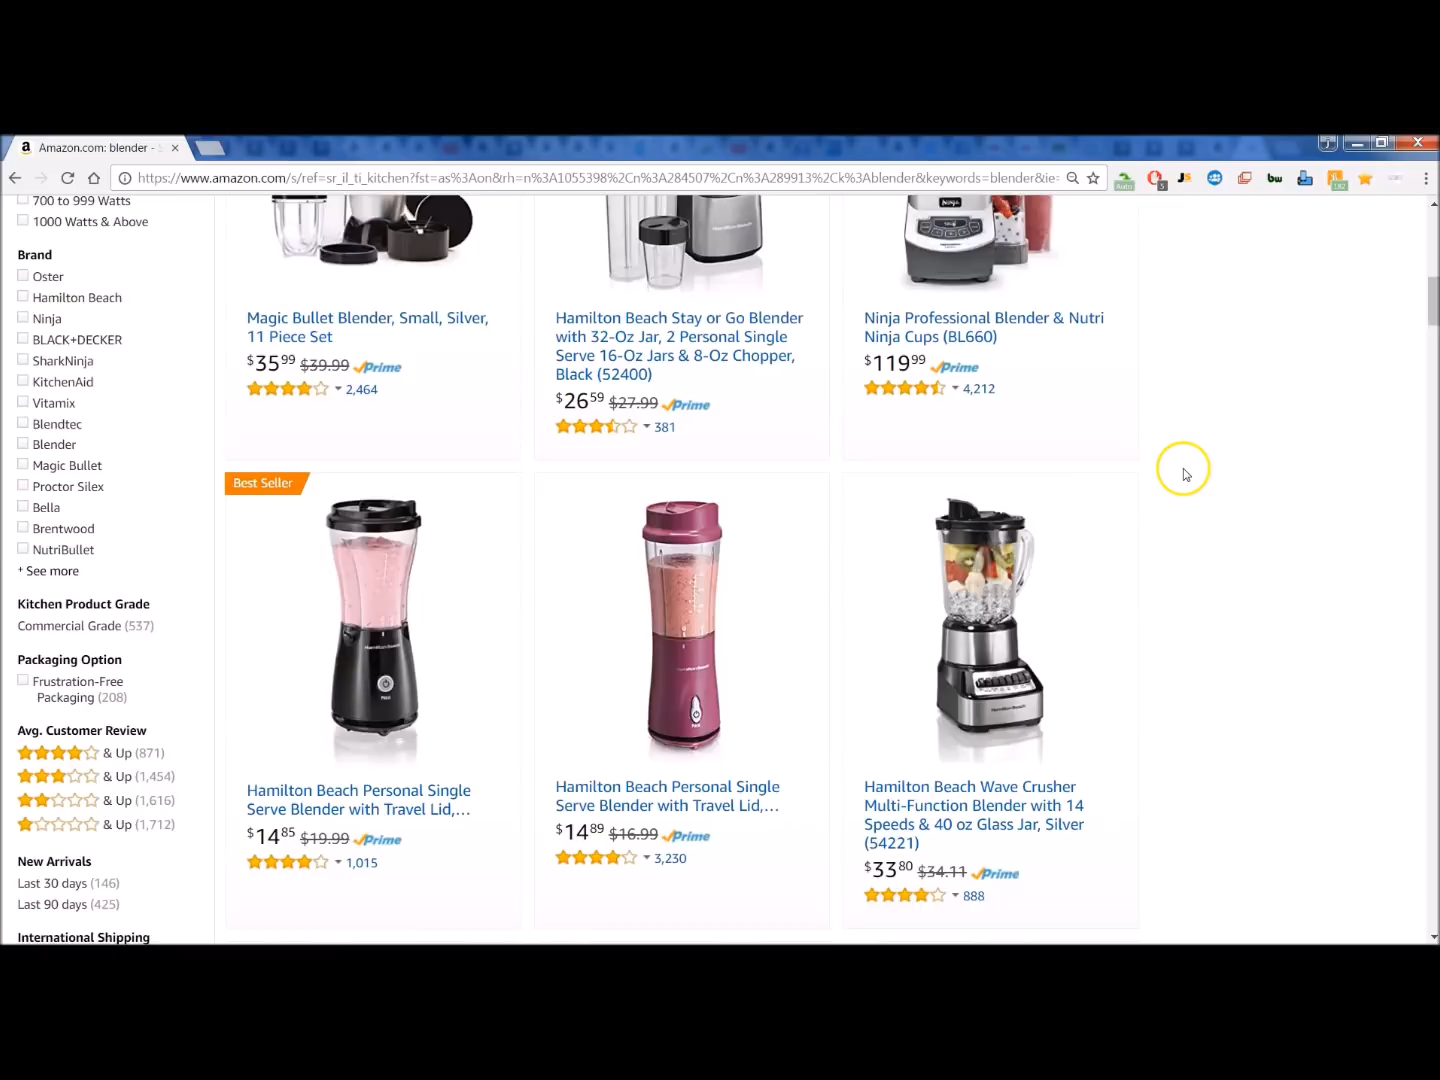 Amazon.com: blender -
https://www.amazon.com/s/ref=sr_il_ti_kitchen?fst=as%3Aon&rh=n%3A1055398%2Cn%3A284507%2Cn%3A289913%2Ck%3Ablender&keywords=blender&ie=
700 to 999 Watts
1000 Watts & Above
Brand
Oster
Hamilton Beach
Ninja
BLACK+DECKER
SharkNinja
KitchenAid
Vitamix
Blendtec
Blender
Magic Bullet
Proctor Silex
Bella
Brentwood
NutriBullet
+ See more
Kitchen Product Grade
Commercial Grade (537)
Packaging Option
Frustration-Free
Packaging (208)
Avg. Customer Review
& Up (871)
& Up (1,454)
& Up (1,616)
& Up (1,712)
New Arrivals
Last 30 days (146)
Last 90 days (425)
International Shipping
Magic Bullet Blender, Small, Silver,
11 Piece Set
$35 99 $39.99 Prime
2,464
Hamilton Beach Stay or Go Blender
with 32-Oz Jar, 2 Personal Single
Serve 16-Oz Jars & 8-Oz Chopper,
Black (52400)
$26 59 $27.99 Prime
381
Ninja
Ninja Professional Blender & Nutri
Ninja Cups (BL660)
$119 99 Prime
4,212
Best Seller
Hamilton Beach
Hamilton Beach Personal Single
Serve Blender with Travel Lid,...
$14 85 $19.99 Prime
1,015
Hamilton Beach
Hamilton Beach Personal Single
Serve Blender with Travel Lid,...
$14 89 $16.99 Prime
3,230
Hamilton Beach
Hamilton Beach Wave Crusher
Multi-Function Blender with 14
Speeds & 40 oz Glass Jar, Silver
(54221)
$33 80 $34.11 Prime
888